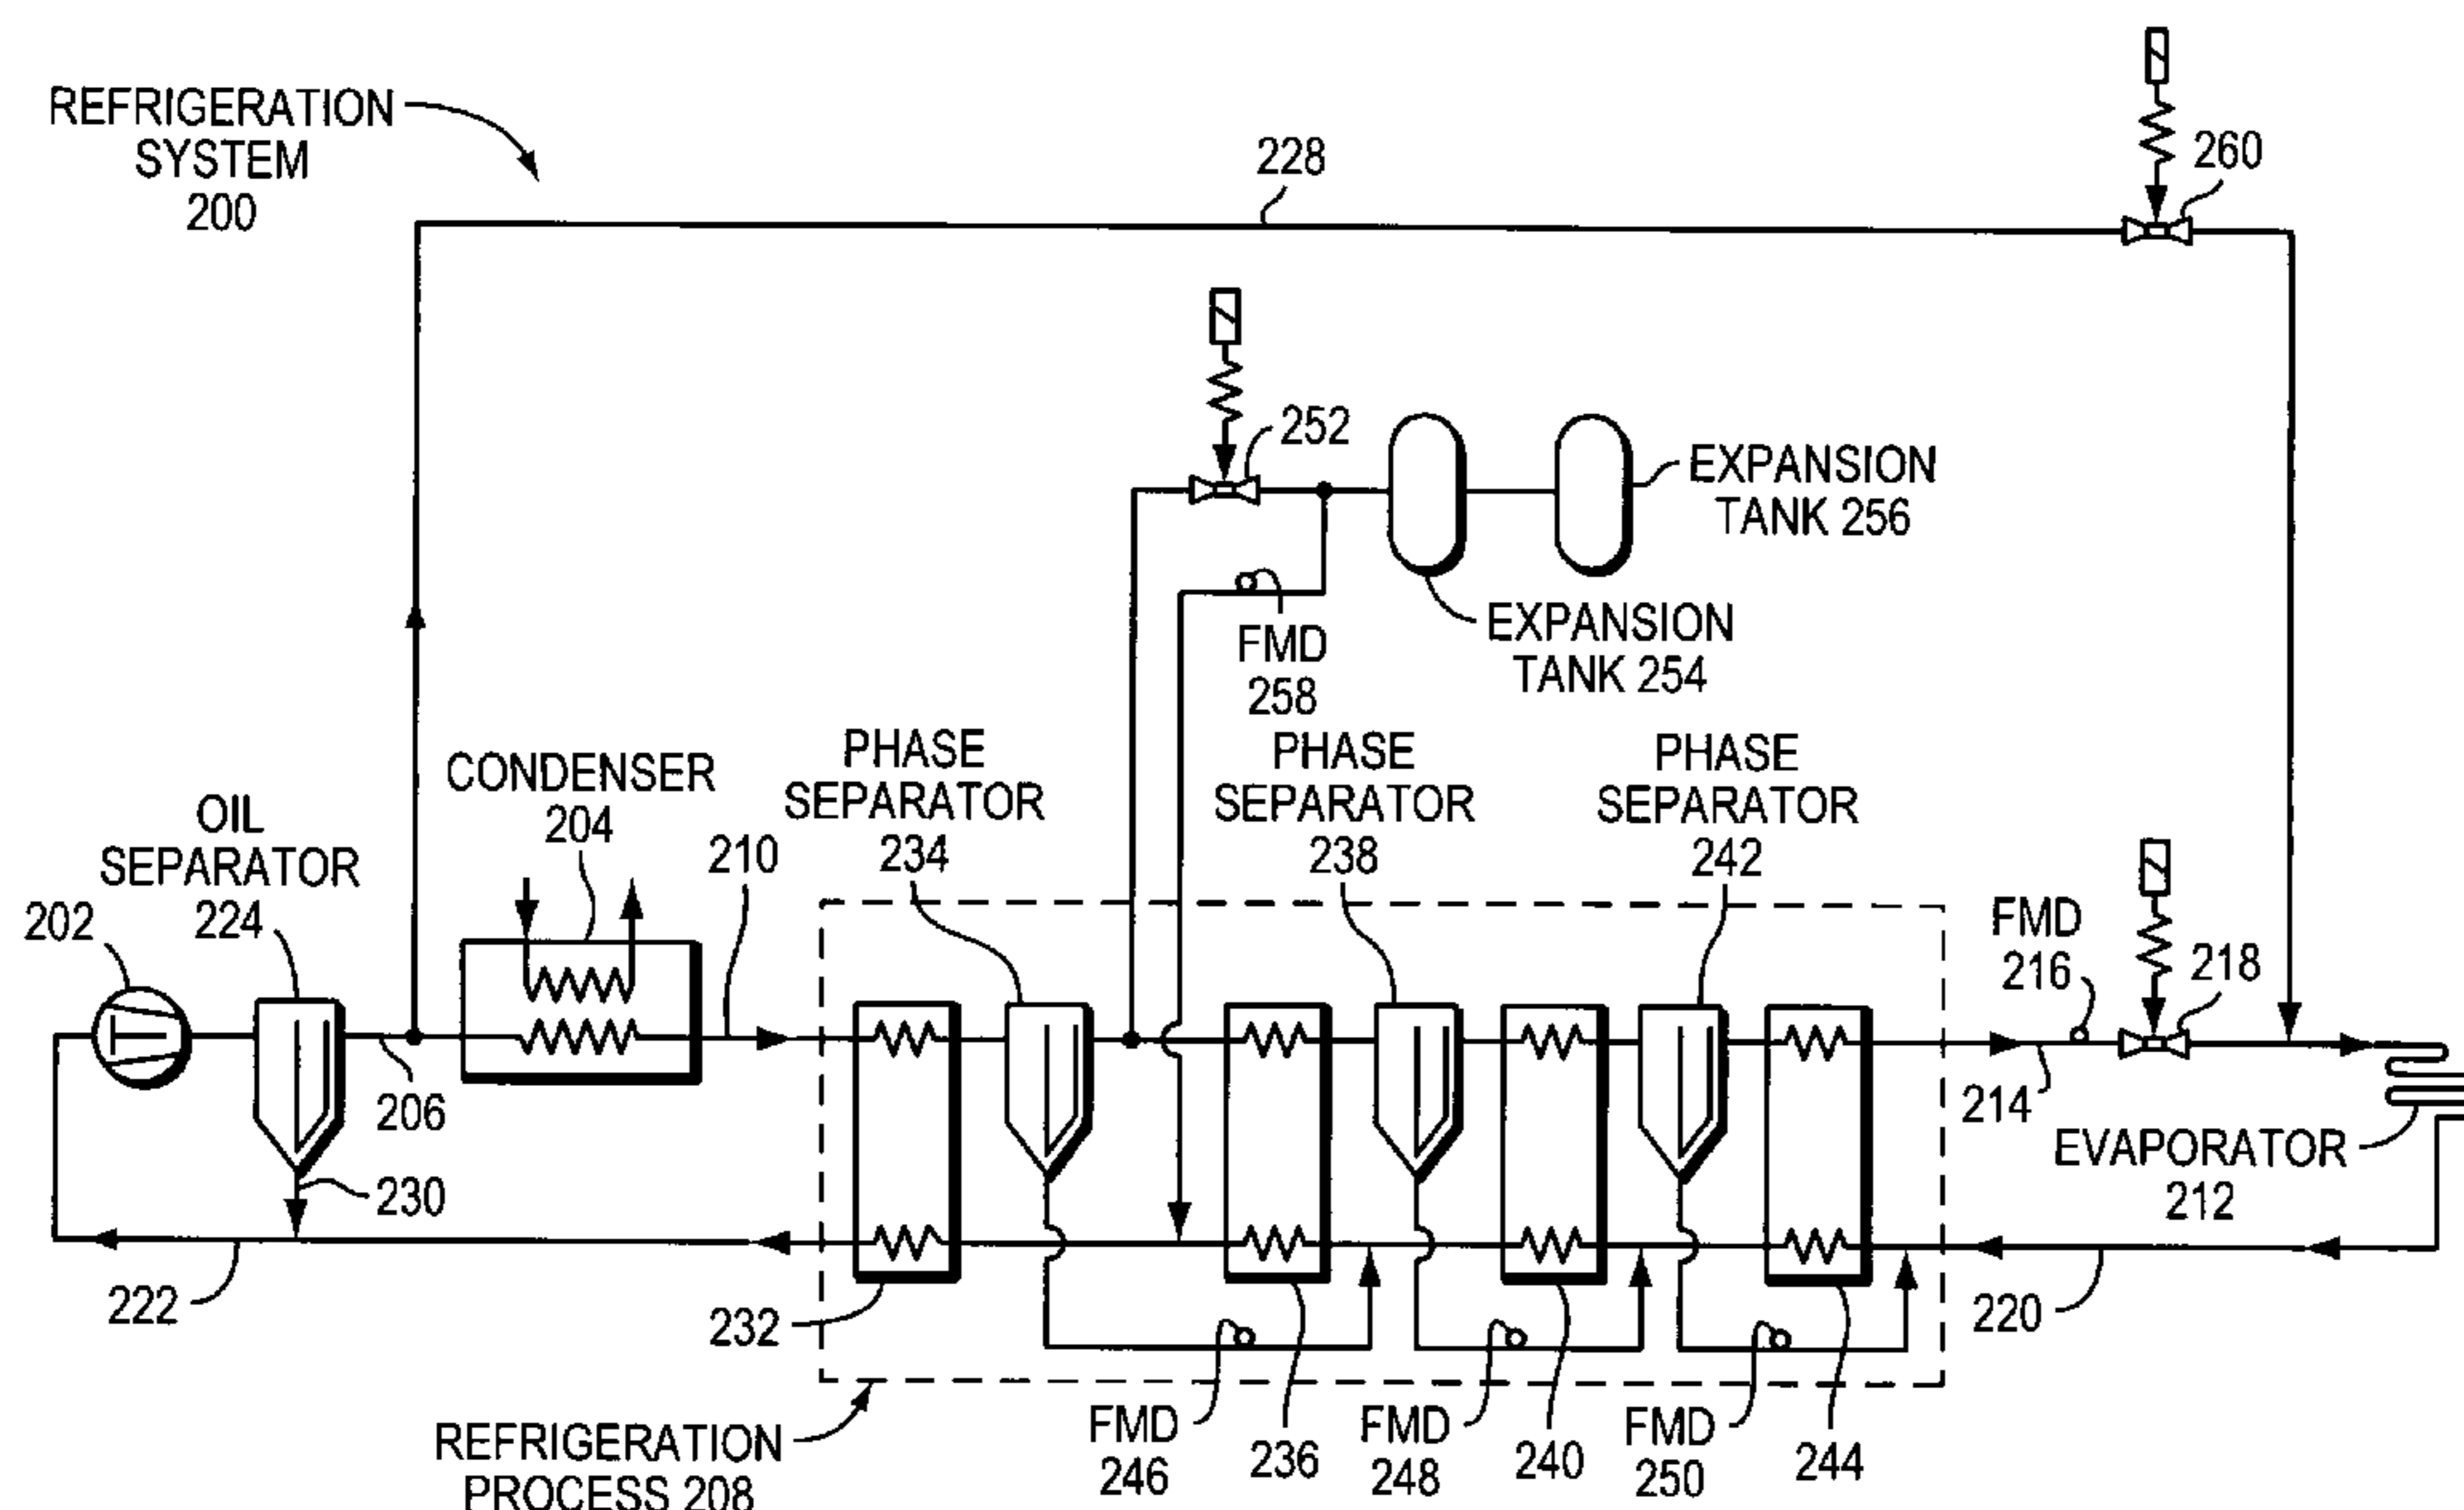 REFRIGERATION
SYSTEM
200
228
260
252
EXPANSION
TANK 256
EXPANSION
TANK 254
FMD
258
PHASE
SEPARATOR
234
PHASE
SEPARATOR
238
PHASE
SEPARATOR
242
CONDENSER
204
OIL
SEPARATOR
224
202
210
206
230
222
232
FMD
216
218
214
EVAPORATOR
212
220
REFRIGERATION
PROCESS 208
FMD
246
236
FMD
248
240
FMD
250
244